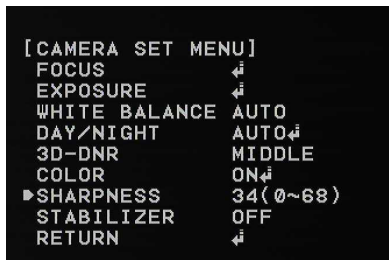 [CAMERA SET MENU]
FOCUS ↲
EXPOSURE ↲
WHITE BALANCE AUTO
DAY/NIGHT AUTO↲
3D-DNR MIDDLE
COLOR ON↲
SHARPNESS 34(0~68)
STABILIZER OFF
RETURN ↲